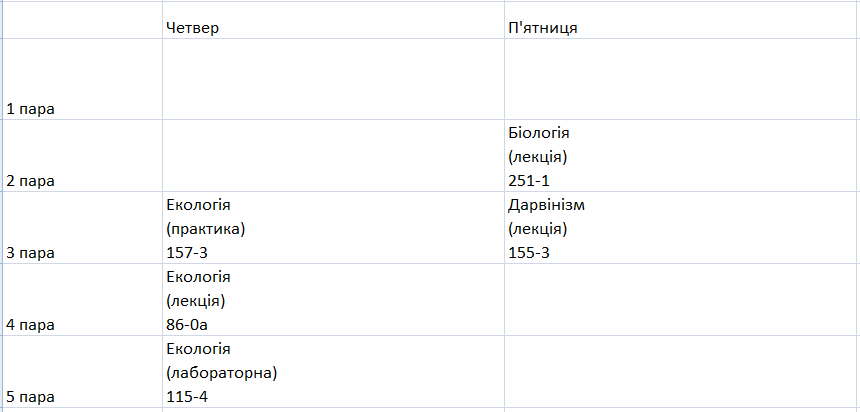 Четвер П'ятниця
1 пара
Біологія
(лекція)
2 пара 251-1
Екологія Дарвінізм
(практика) (лекція)
3 пара 157-3 155-3
Екологія
(лекція)
4 пара 86-0а
Екологія
(лабораторна)
5 пара 115-4